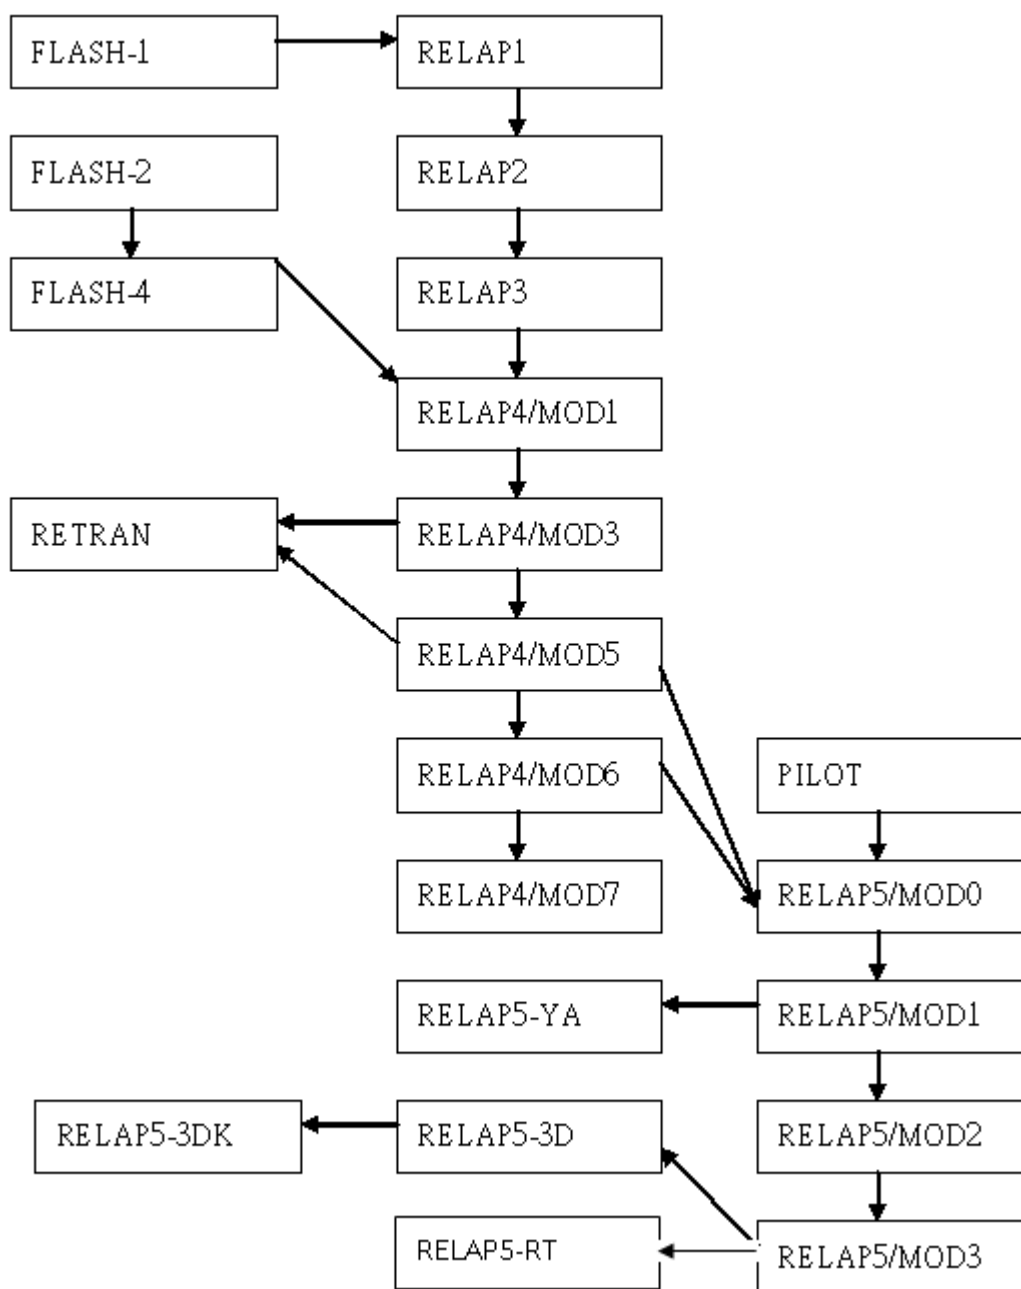 FLASH-1
RELAP1
FLASH-2
RELAP2
FLASH-4
RELAP3
RELAP4/MOD1
RETRAN
RELAP4/MOD3
RELAP4/MOD5
RELAP4/MOD6
PILOT
RELAP4/MOD7
RELAP5/MOD0
RELAP5-YA
RELAP5/MOD1
RELAP5-3DK
RELAP5-3D
RELAP5/MOD2
RELAP5-RT
RELAP5/MOD3